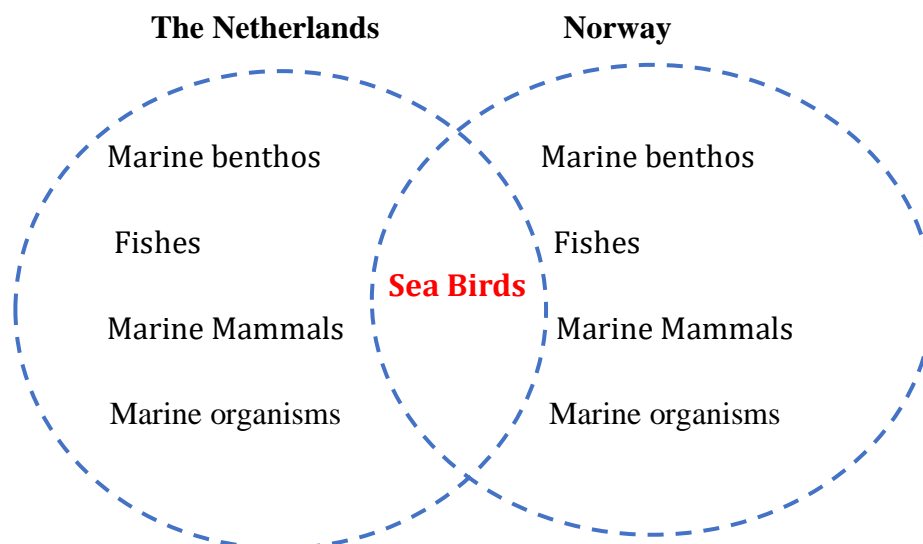 The Netherlands
Norway
Marine benthos
Fishes
Marine Mammals
Marine organisms
Sea Birds
Marine benthos
Fishes
Marine Mammals
Marine organisms